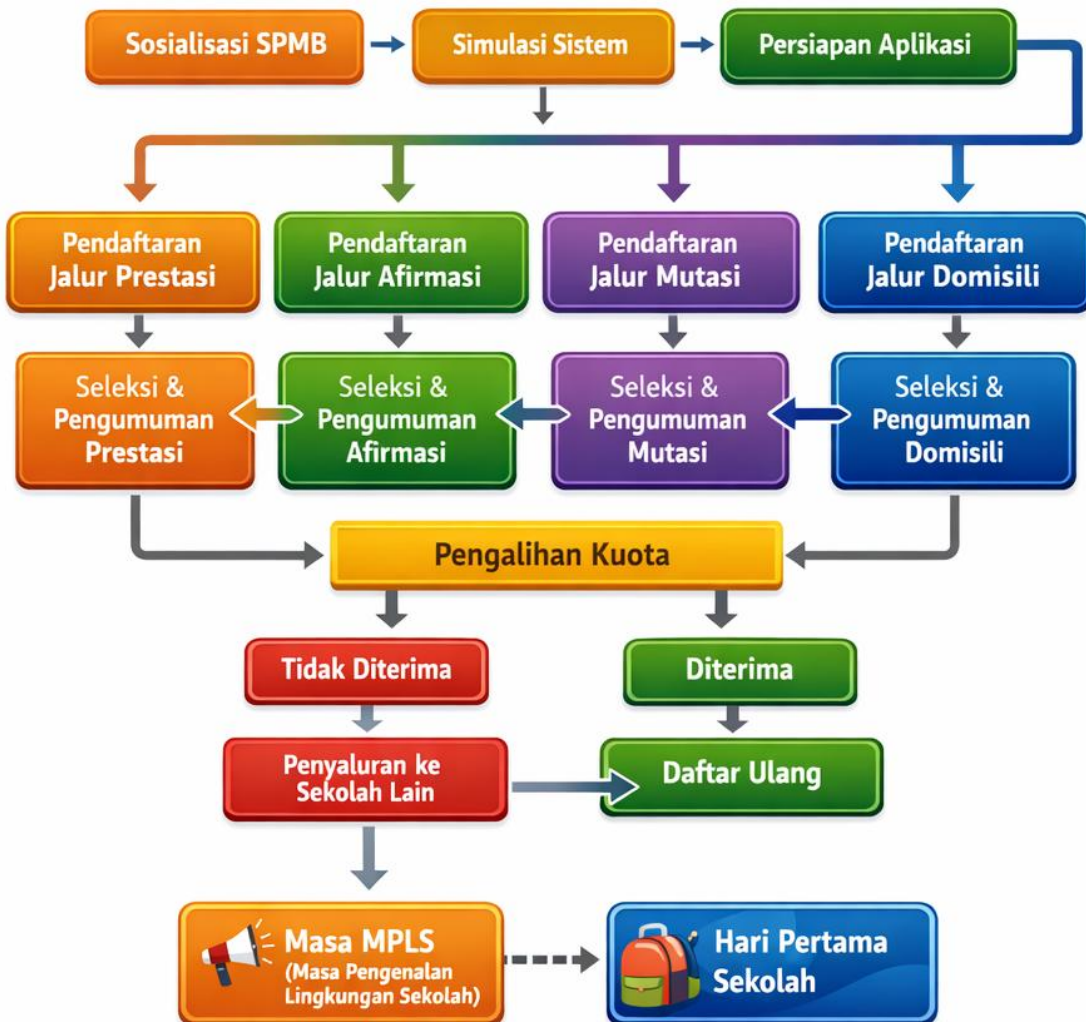 Sosialisasi SPMB
Simulasi Sistem
Persiapan Aplikasi
Pendaftaran
Jalur Prestasi
Pendaftaran
Jalur Afirmasi
Pendaftaran
Jalur Mutasi
Pendaftaran
Jalur Domisili
Seleksi &
Pengumuman
Prestasi
Seleksi &
Pengumuman
Afirmasi
Seleksi &
Pengumuman
Mutasi
Seleksi &
Pengumuman
Domisili
Pengalihan Kuota
Tidak Diterima
Diterima
Penyaluran ke
Sekolah Lain
Daftar Ulang
Masa MPLS
(Masa Pengenalan
Lingkungan Sekolah)
Hari Pertama
Sekolah